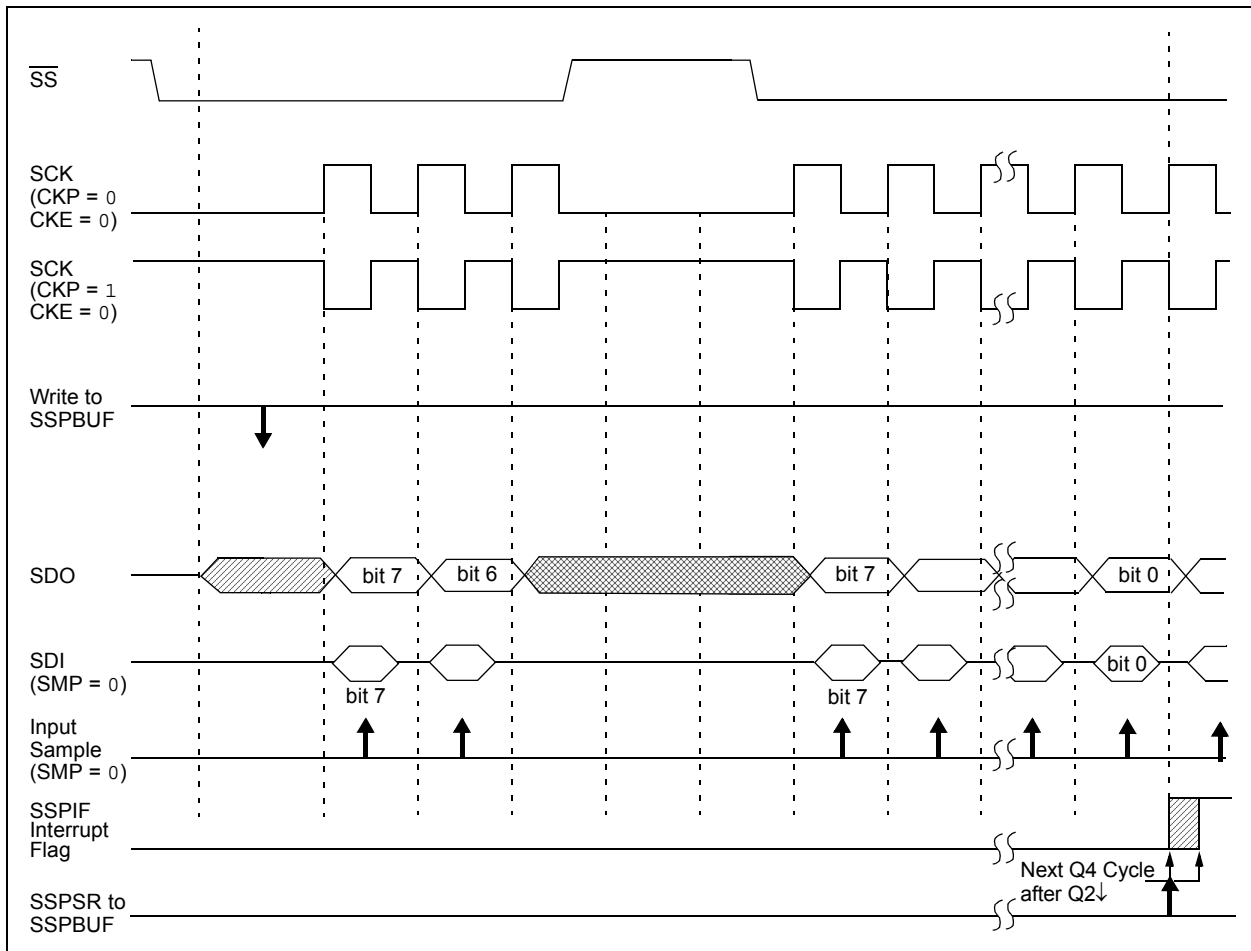 SS
SCK
(CKP = 0
CKE = 0)
SCK
(CKP = 1
CKE = 0)
Write to
SSPBUF
SDO
bit 7
bit 6
bit 7
bit 0
SDI
(SMP = 0)
bit 0
bit 7
bit 7
Input
Sample
(SMP = 0)
SSPIF
Interrupt
Flag
Next Q4 Cycle
after Q2↓
SSPSR to
SSPBUF